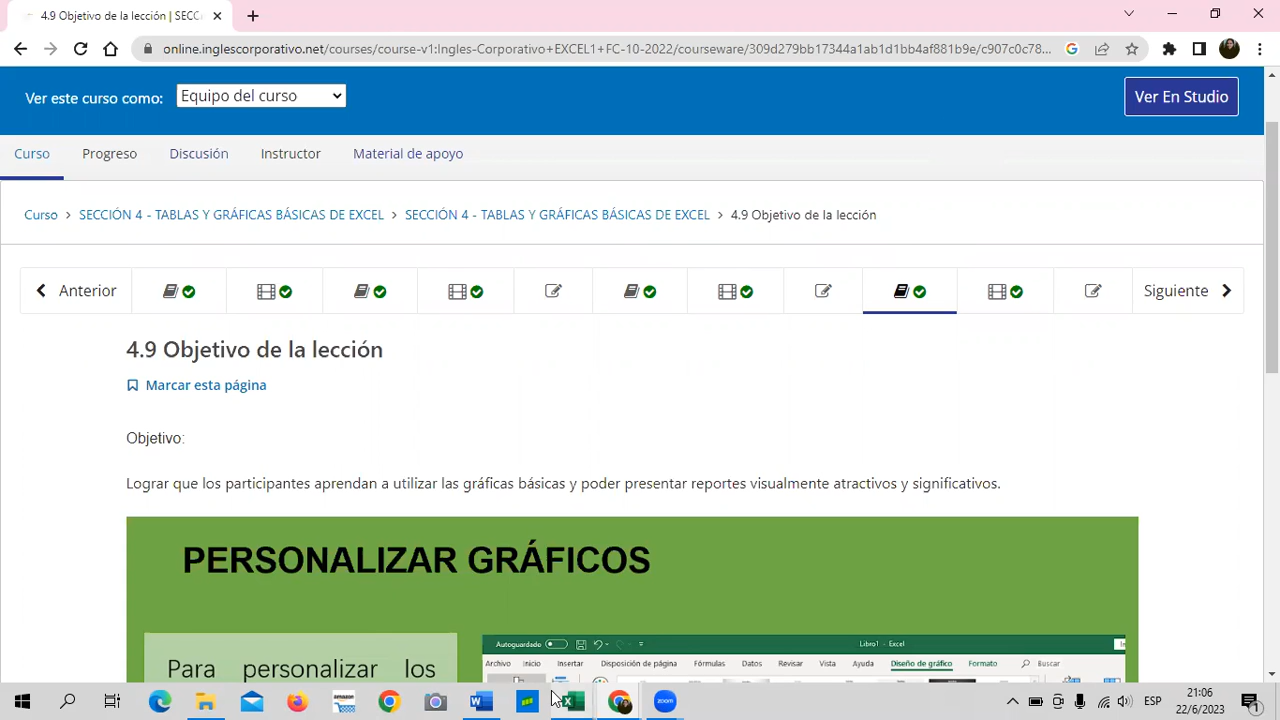 4.9 Objetivo de la lección | SECC
online.inglescorporativo.net/courses/course-v1:Ingles-Corporativo+EXCEL1+FC-10-2022/courseware/309d279bb17344a1ab1d1bb4af881b9e/c907c0c78...
Ver este curso como: Equipo del curso
Ver En Studio
Curso Progreso Discusión Instructor Material de apoyo
Curso > SECCIÓN 4 - TABLAS Y GRÁFICAS BÁSICAS DE EXCEL > SECCIÓN 4 - TABLAS Y GRÁFICAS BÁSICAS DE EXCEL > 4.9 Objetivo de la lección
Anterior Siguiente
4.9 Objetivo de la lección
Marcar esta página
Objetivo:
Lograr que los participantes aprendan a utilizar las gráficas básicas y poder presentar reportes visualmente atractivos y significativos.
PERSONALIZAR GRÁFICOS
Autoguardado Libro1 - Excel
Archivo Inicio Insertar Disposición de página Fórmulas Datos Revisar Vista Ayuda Diseño de gráfico Formato Buscar
Para personalizar los
amazon
zoom
ESP
21:06
22/6/2023
1